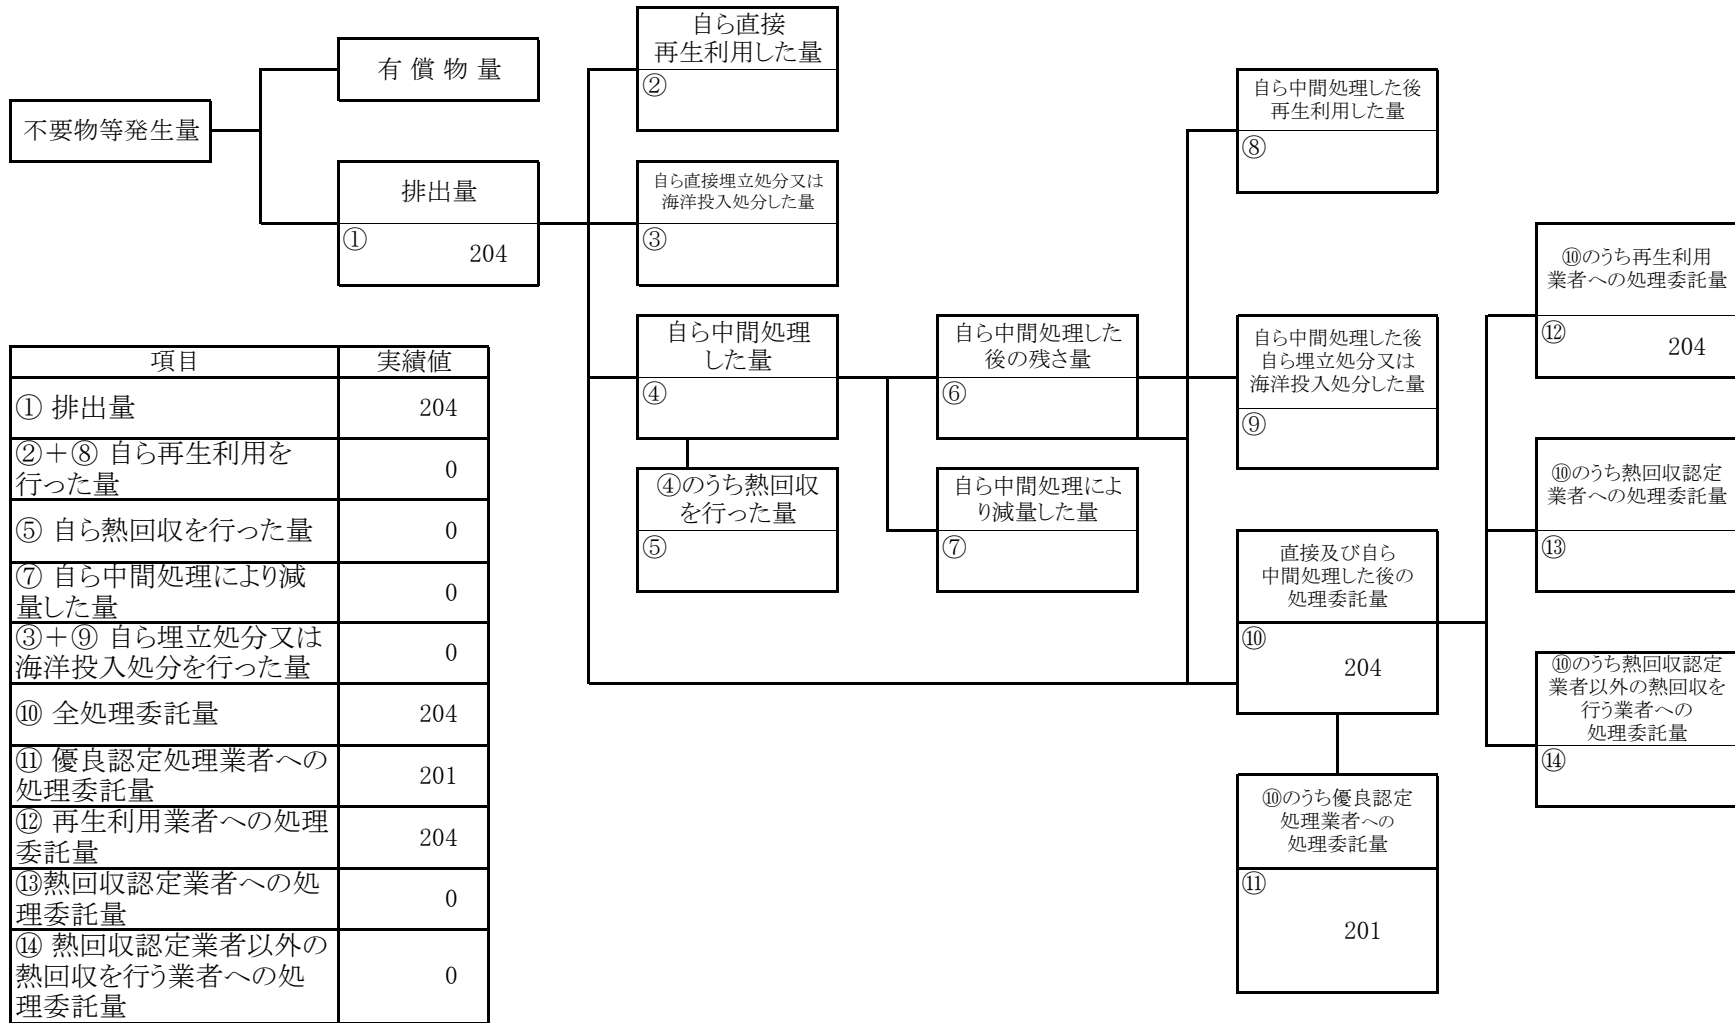 不要物等発生量
有 償 物 量
排出量
①
204
自ら直接
再生利用した量
②
自ら直接埋立処分又は
海洋投入処分した量
③
自ら中間処理
した量
④
④のうち熱回収
を行った量
⑤
自ら中間処理した
後の残さ量
⑥
自ら中間処理によ
り減量した量
⑦
自ら中間処理した後
再生利用した量
⑧
自ら中間処理した後
自ら埋立処分又は
海洋投入処分した量
⑨
直接及び自ら
中間処理した後の
処理委託量
⑩
204
⑩のうち優良認定
処理業者への
処理委託量
⑪
201
⑩のうち再生利用
業者への処理委託量
⑫
204
⑩のうち熱回収認定
業者への処理委託量
⑬
⑩のうち熱回収認定
業者以外の熱回収を
行う業者への
処理委託量
⑭
項目 実績値
① 排出量 204
②＋⑧ 自ら再生利用を
行った量 0
⑤ 自ら熱回収を行った量 0
⑦ 自ら中間処理により減
量した量 0
③＋⑨ 自ら埋立処分又は
海洋投入処分を行った量 0
⑩ 全処理委託量 204
⑪ 優良認定処理業者への
処理委託量 201
⑫ 再生利用業者への処理
委託量 204
⑬熱回収認定業者への処
理委託量 0
⑭ 熱回収認定業者以外の
熱回収を行う業者への処
理委託量 0